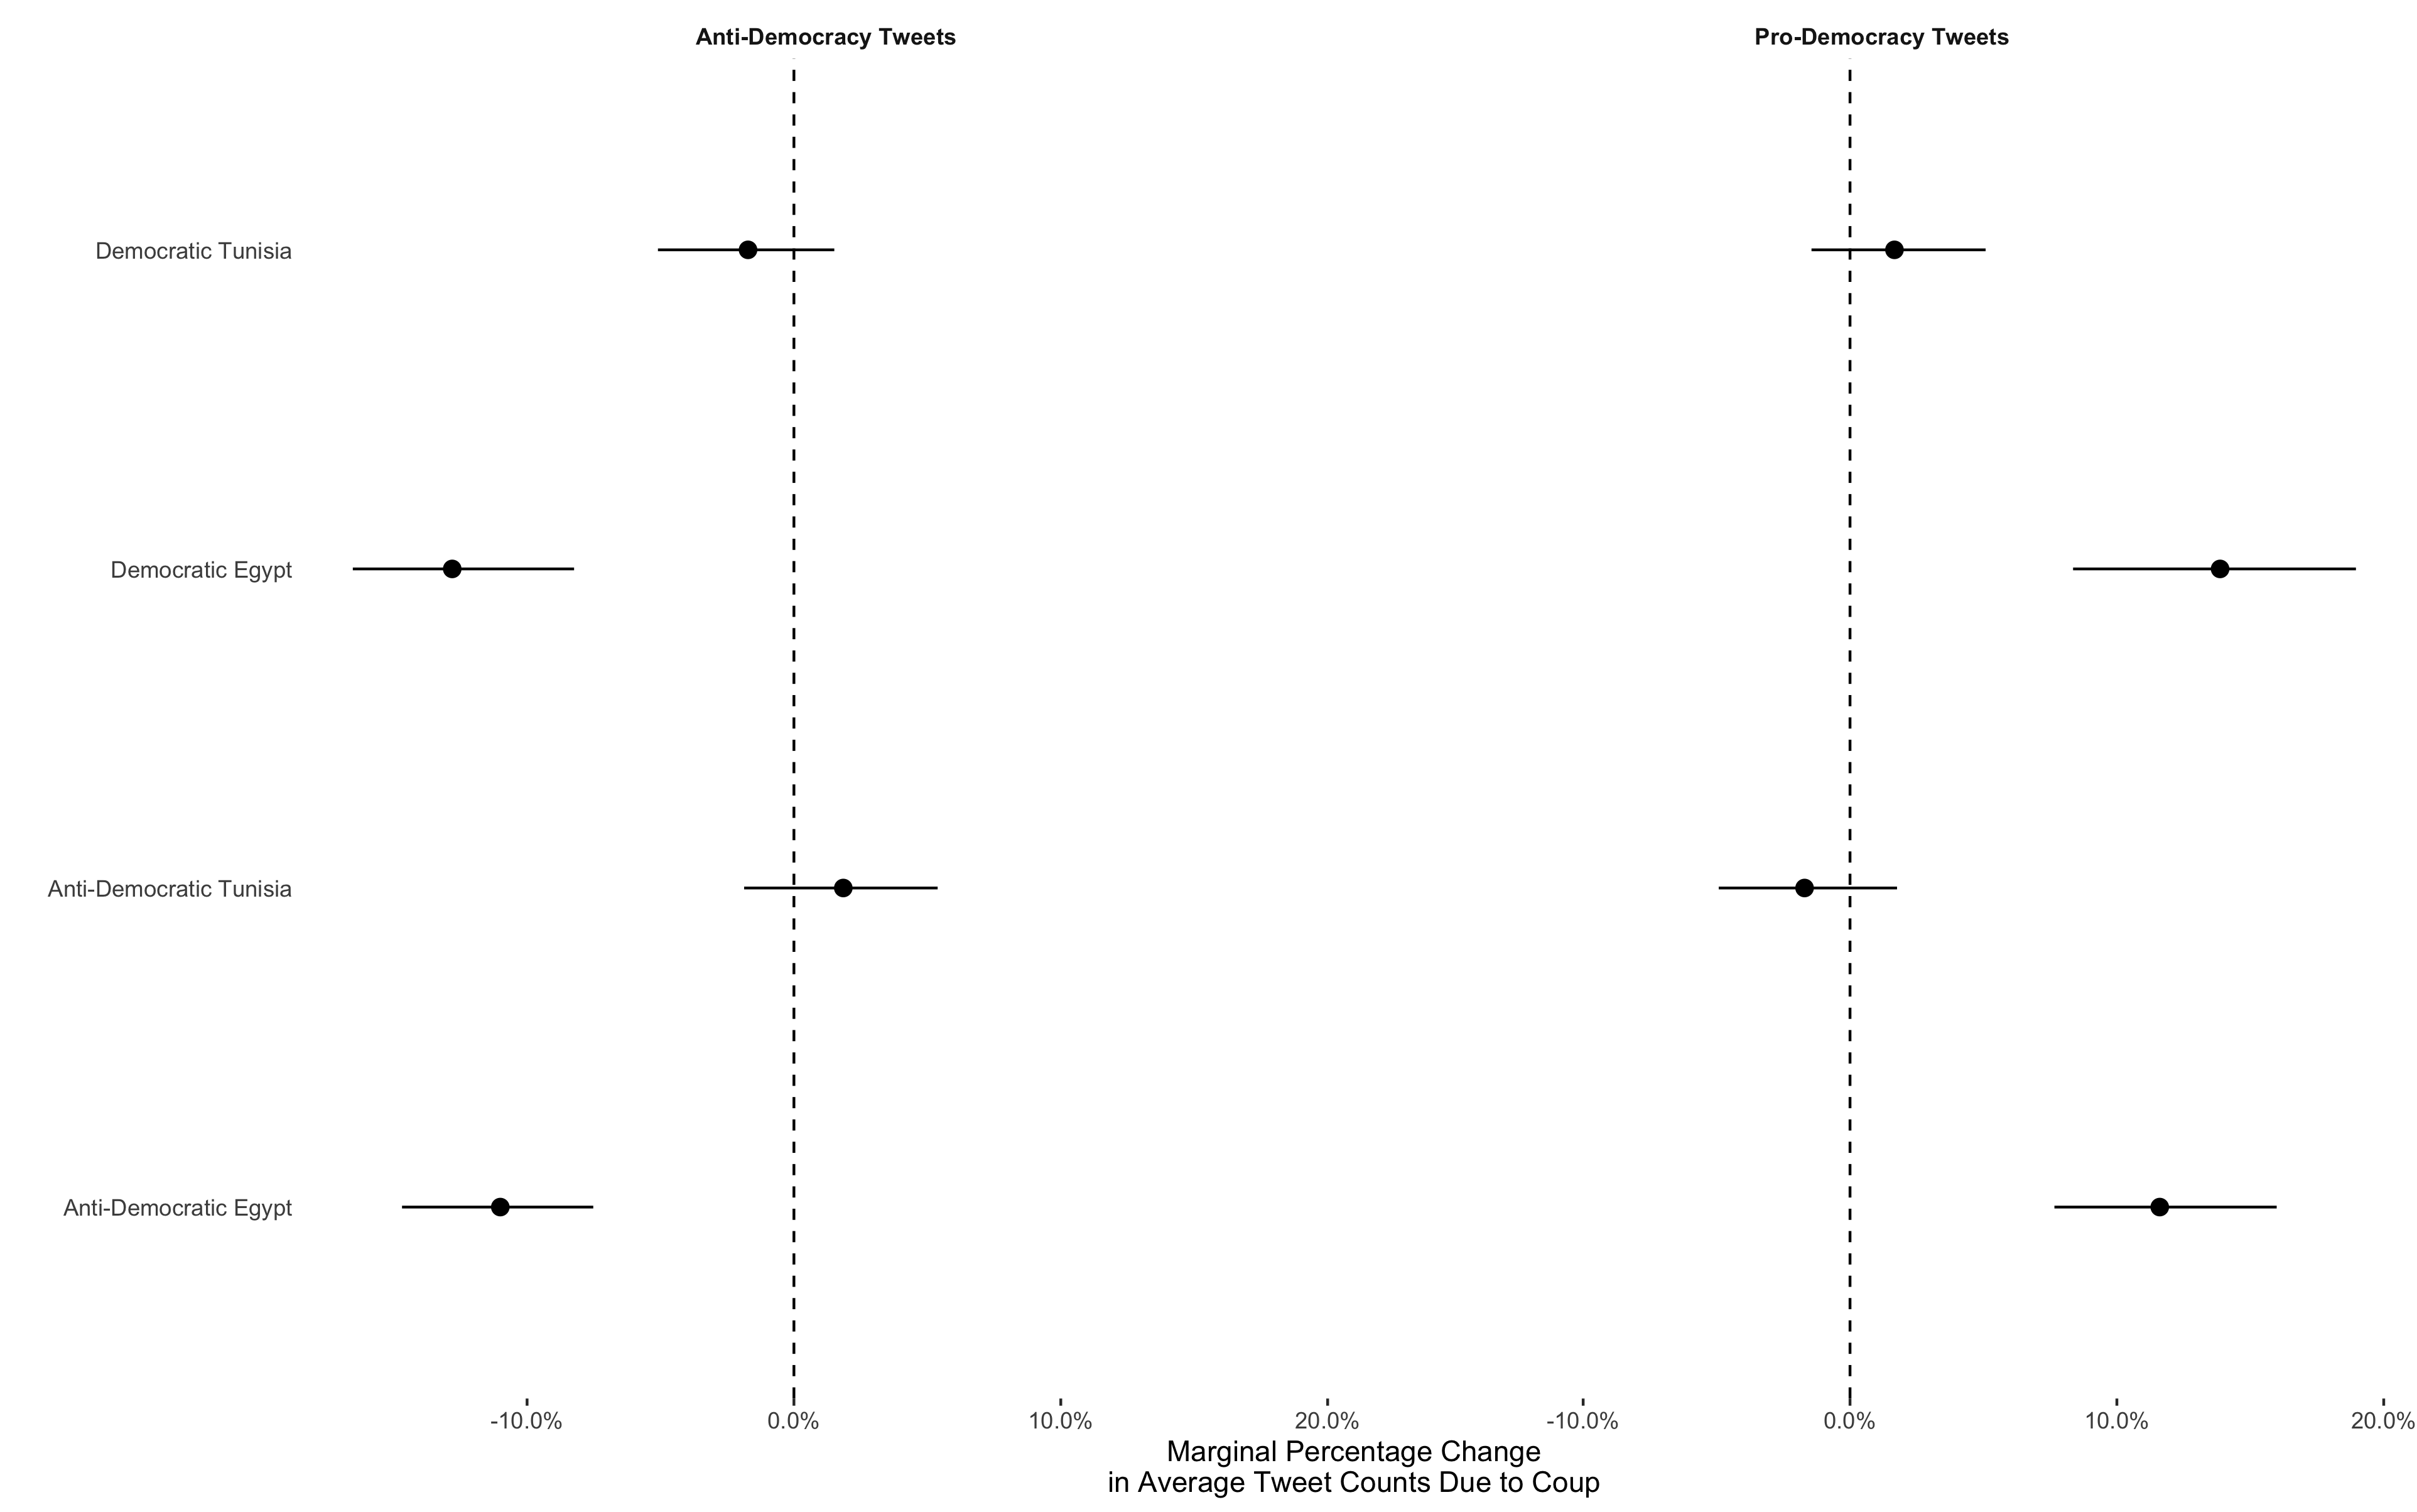 Anti-Democracy Tweets
Pro-Democracy Tweets
Democratic Tunisia
Democratic Egypt
Anti-Democratic Tunisia
Anti-Democratic Egypt
-10.0% 0.0% 10.0% 20.0% -10.0% 0.0% 10.0% 20.0%
Marginal Percentage Change
in Average Tweet Counts Due to Coup